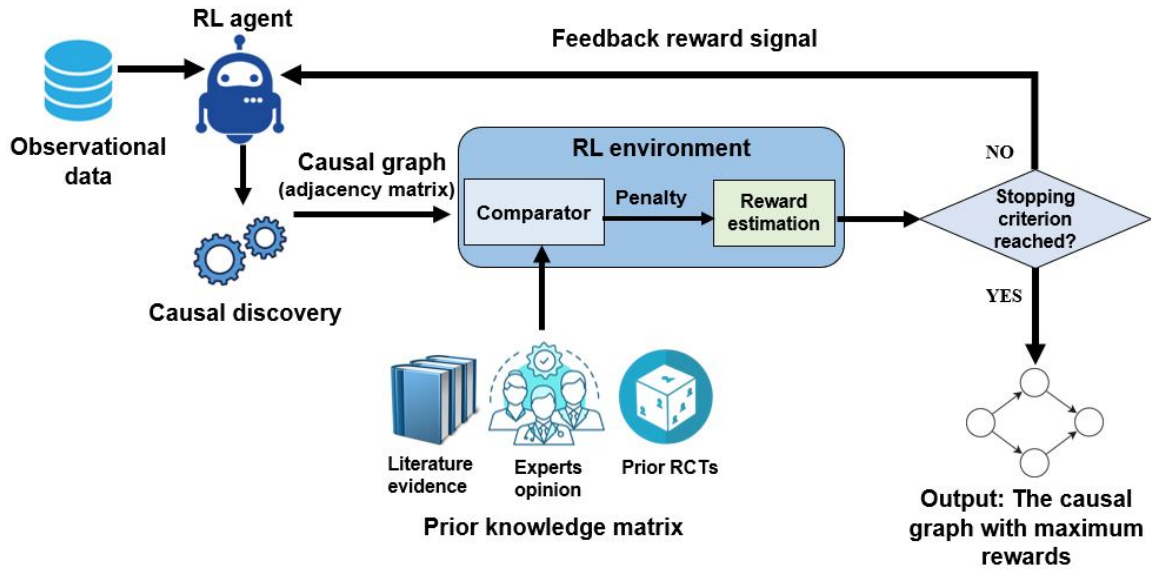 RL agent
Feedback reward signal
Observational
data
Causal graph
(adjacency matrix)
RL environment
Comparator
Penalty
Reward
estimation
NO
Stopping
criterion
reached?
YES
Causal discovery
Literature
evidence
Experts
opinion
Prior RCTs
Prior knowledge matrix
Output: The causal
graph with maximum
rewards